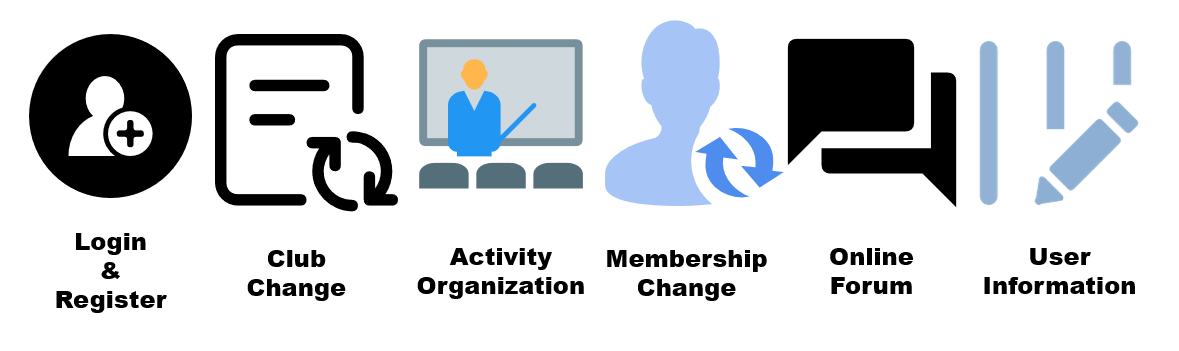 Login
&
Register
Club
Change
Activity
Organization
Membership
Change
Online
Forum
User
Information